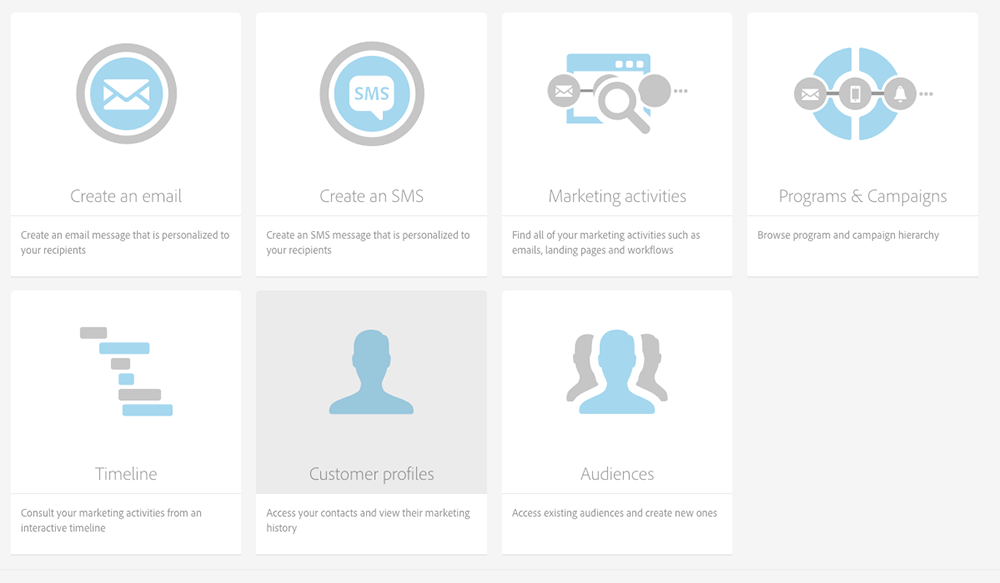 SMS
Create an email
Create an email message that is personalized to
your recipients
Create an SMS
Create an SMS message that is personalized to
your recipients
Marketing activities
Find all of your marketing activities such as
emails, landing pages and workflows
Programs & Campaigns
Browse program and campaign hierarchy
Timeline
Consult your marketing activities from an
interactive timeline
Customer profiles
Access your contacts and view their marketing
history
Audiences
Access existing audiences and create new ones